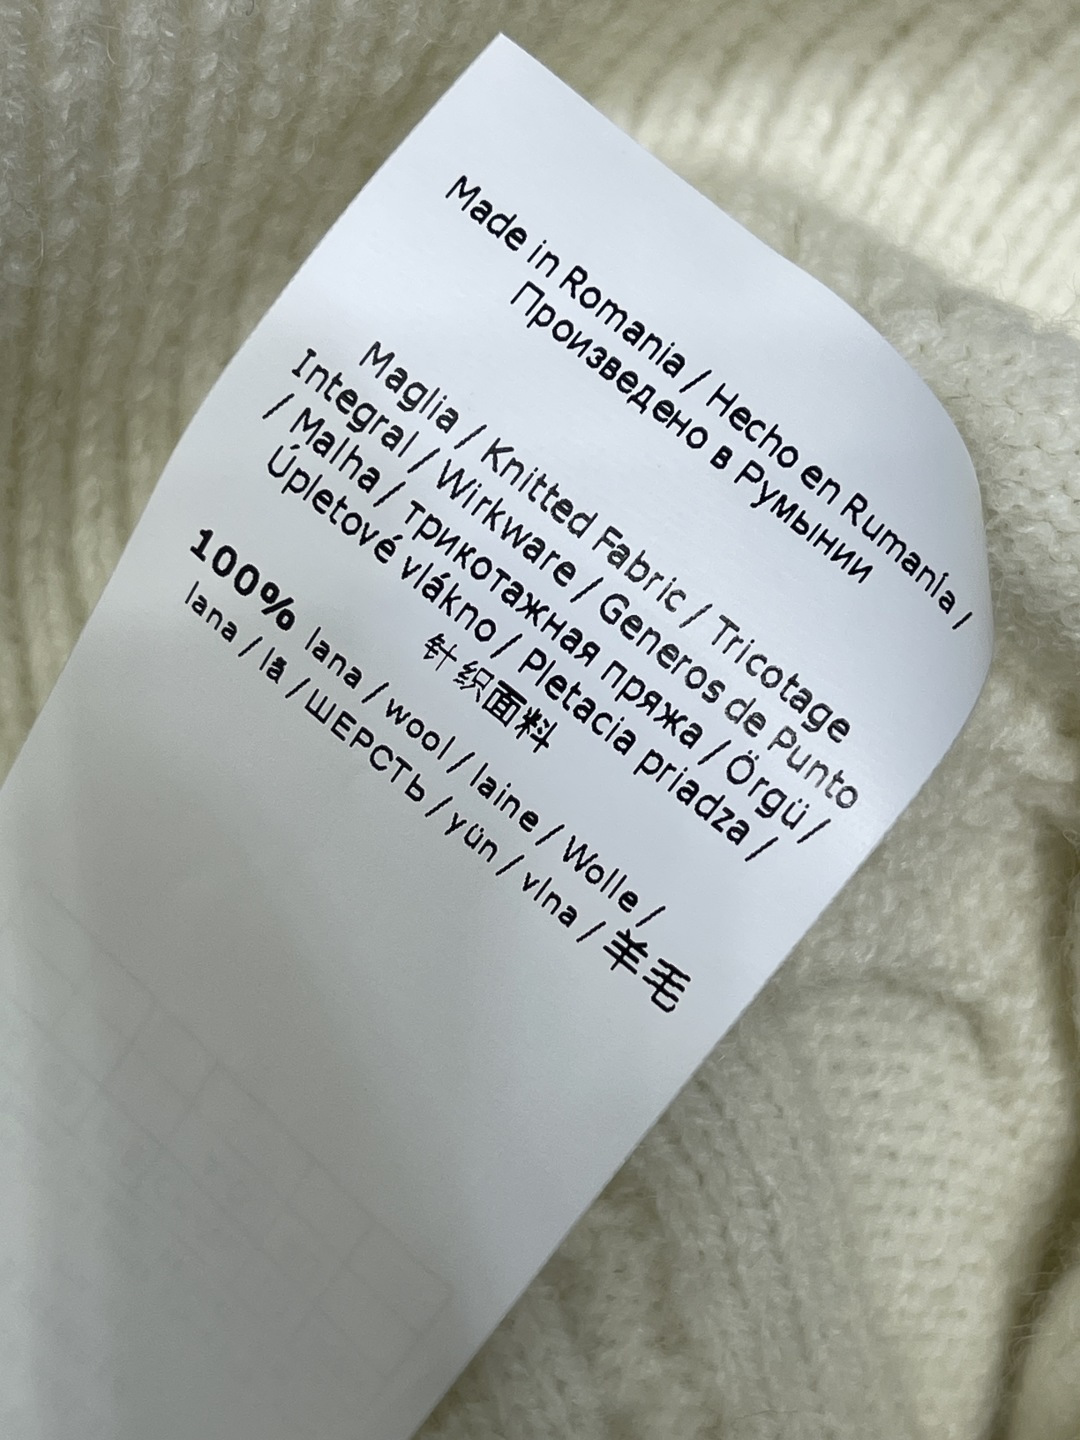 Made in Romania / Hecho en Rumanía /
Произведено в Румынии
Maglia / Knitted Fabric / Tricotage
Integral / Wirkware / Generos de Punto
/ Malha / трикотажная пряжа / Örgü /
Úpletové vlákno / Pletacia priadza /
针织面料
100% lana / wool / laine / Wolle /
lana / lã / ШЕРСТЬ / yün / vlna / 羊毛